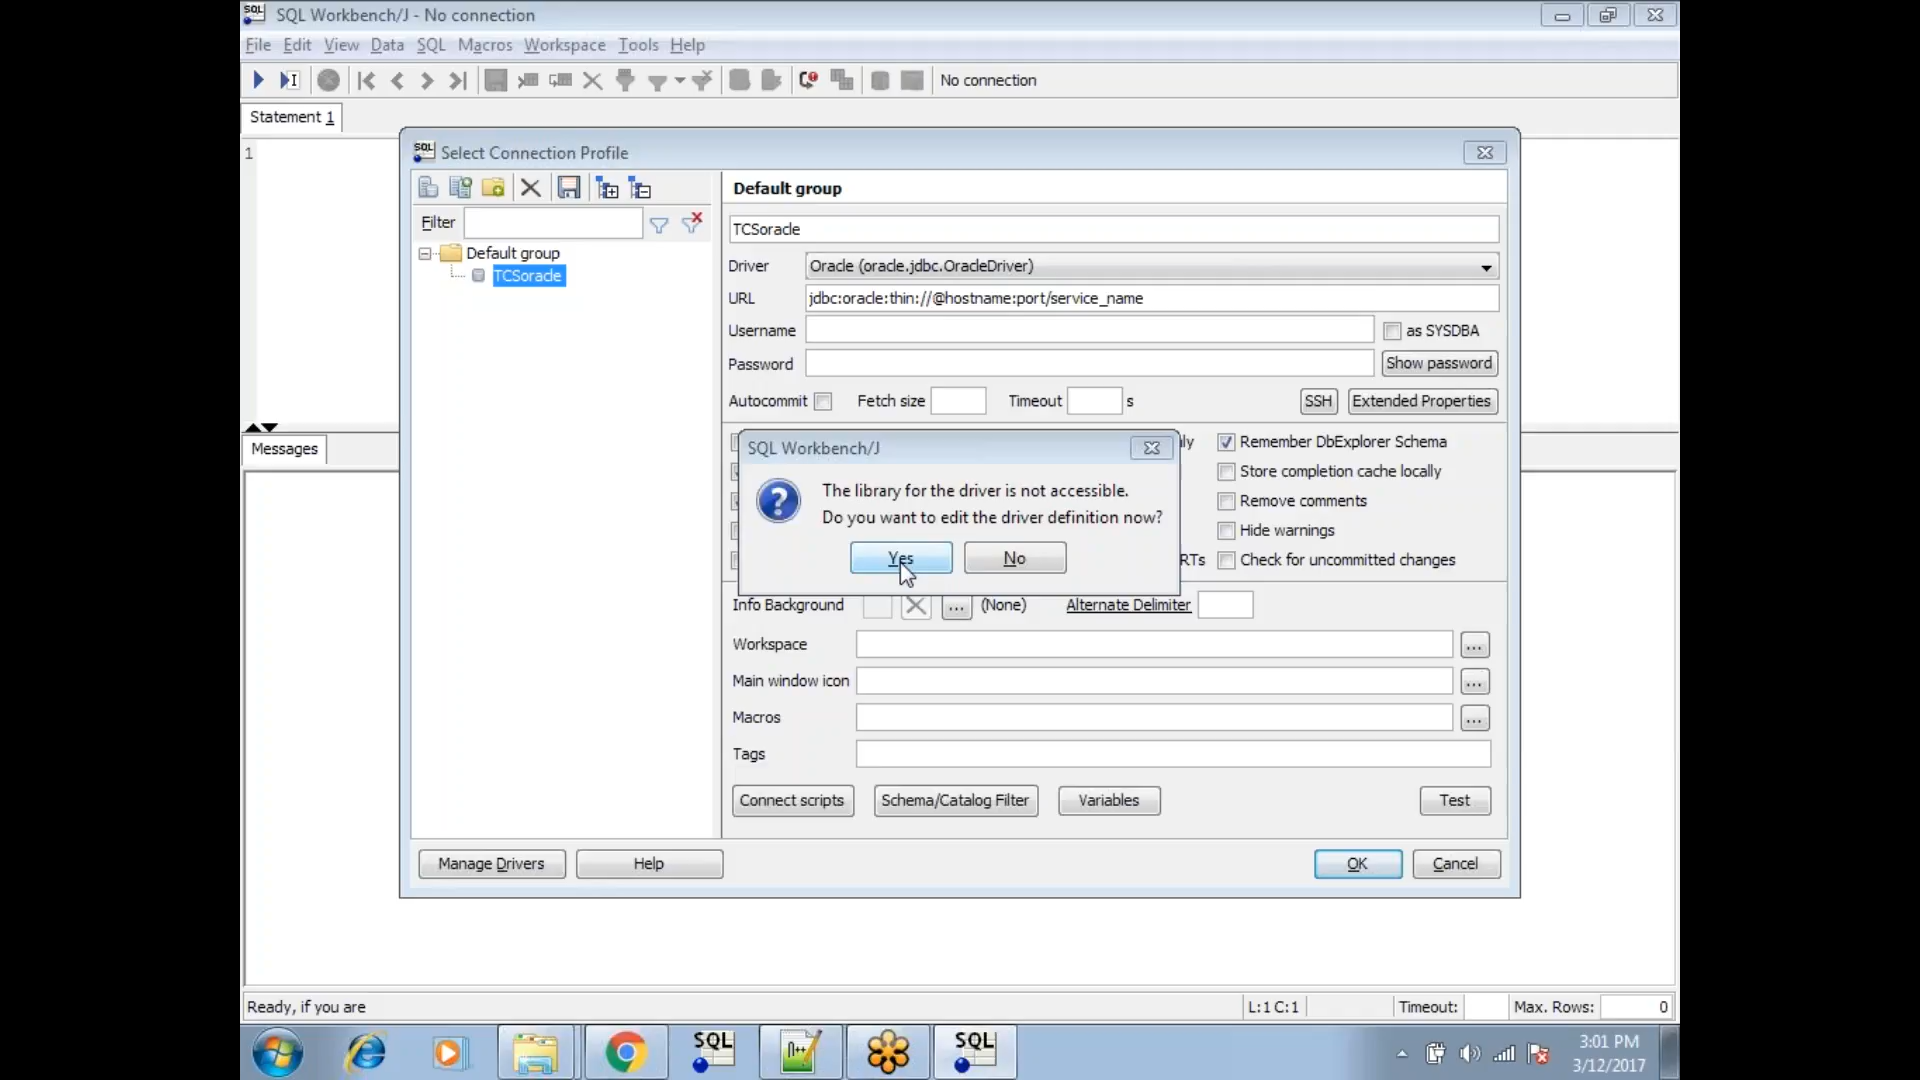 SQL SQL Workbench/J - No connection
File Edit View Data SQL Macros Workspace Tools Help
No connection
Statement 1
1
SQL Select Connection Profile
Default group
Filter
TCSoracle
Default group
TCSoracle
Driver Oracle (oracle.jdbc.OracleDriver)
URL jdbc:oracle:thin://@hostname:port/service_name
Username as SYSDBA
Password Show password
Autocommit Fetch size Timeout s SSH Extended Properties
Messages
Remember DbExplorer Schema
SQL Workbench/J
Store completion cache locally
The library for the driver is not accessible.
Remove comments
Do you want to edit the driver definition now?
Hide warnings
Yes No
Check for uncommitted changes
Info Background ... (None) Alternate Delimiter
Workspace ...
Main window icon ...
Macros ...
Tags
Connect scripts Schema/Catalog Filter Variables Test
Manage Drivers Help OK Cancel
Ready, if you are L:1 C:1 Timeout: Max. Rows: 0
SQL n++ SQL 3:01 PM
3/12/2017